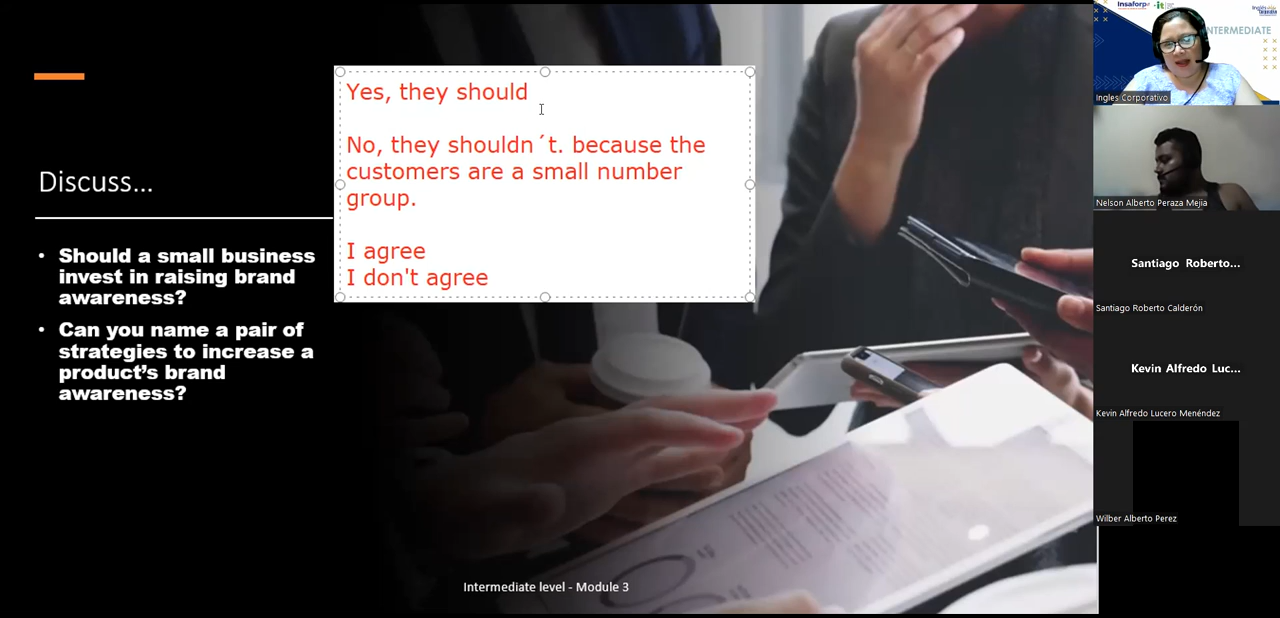 Discuss...
• Should a small business
invest in raising brand
awareness?
• Can you name a pair of
strategies to increase a
product's brand
awareness?
Yes, they should
No, they shouldn´t. because the
customers are a small number
group.
I agree
I don't agree
Intermediate level - Module 3
Insaforp
INTERMEDIATE
Ingles Corporativo
Nelson Alberto Peraza Mejia
Santiago Roberto...
Santiago Roberto Calderón
Kevin Alfredo Luc...
Kevin Alfredo Lucero Menéndez
Wilber Alberto Perez